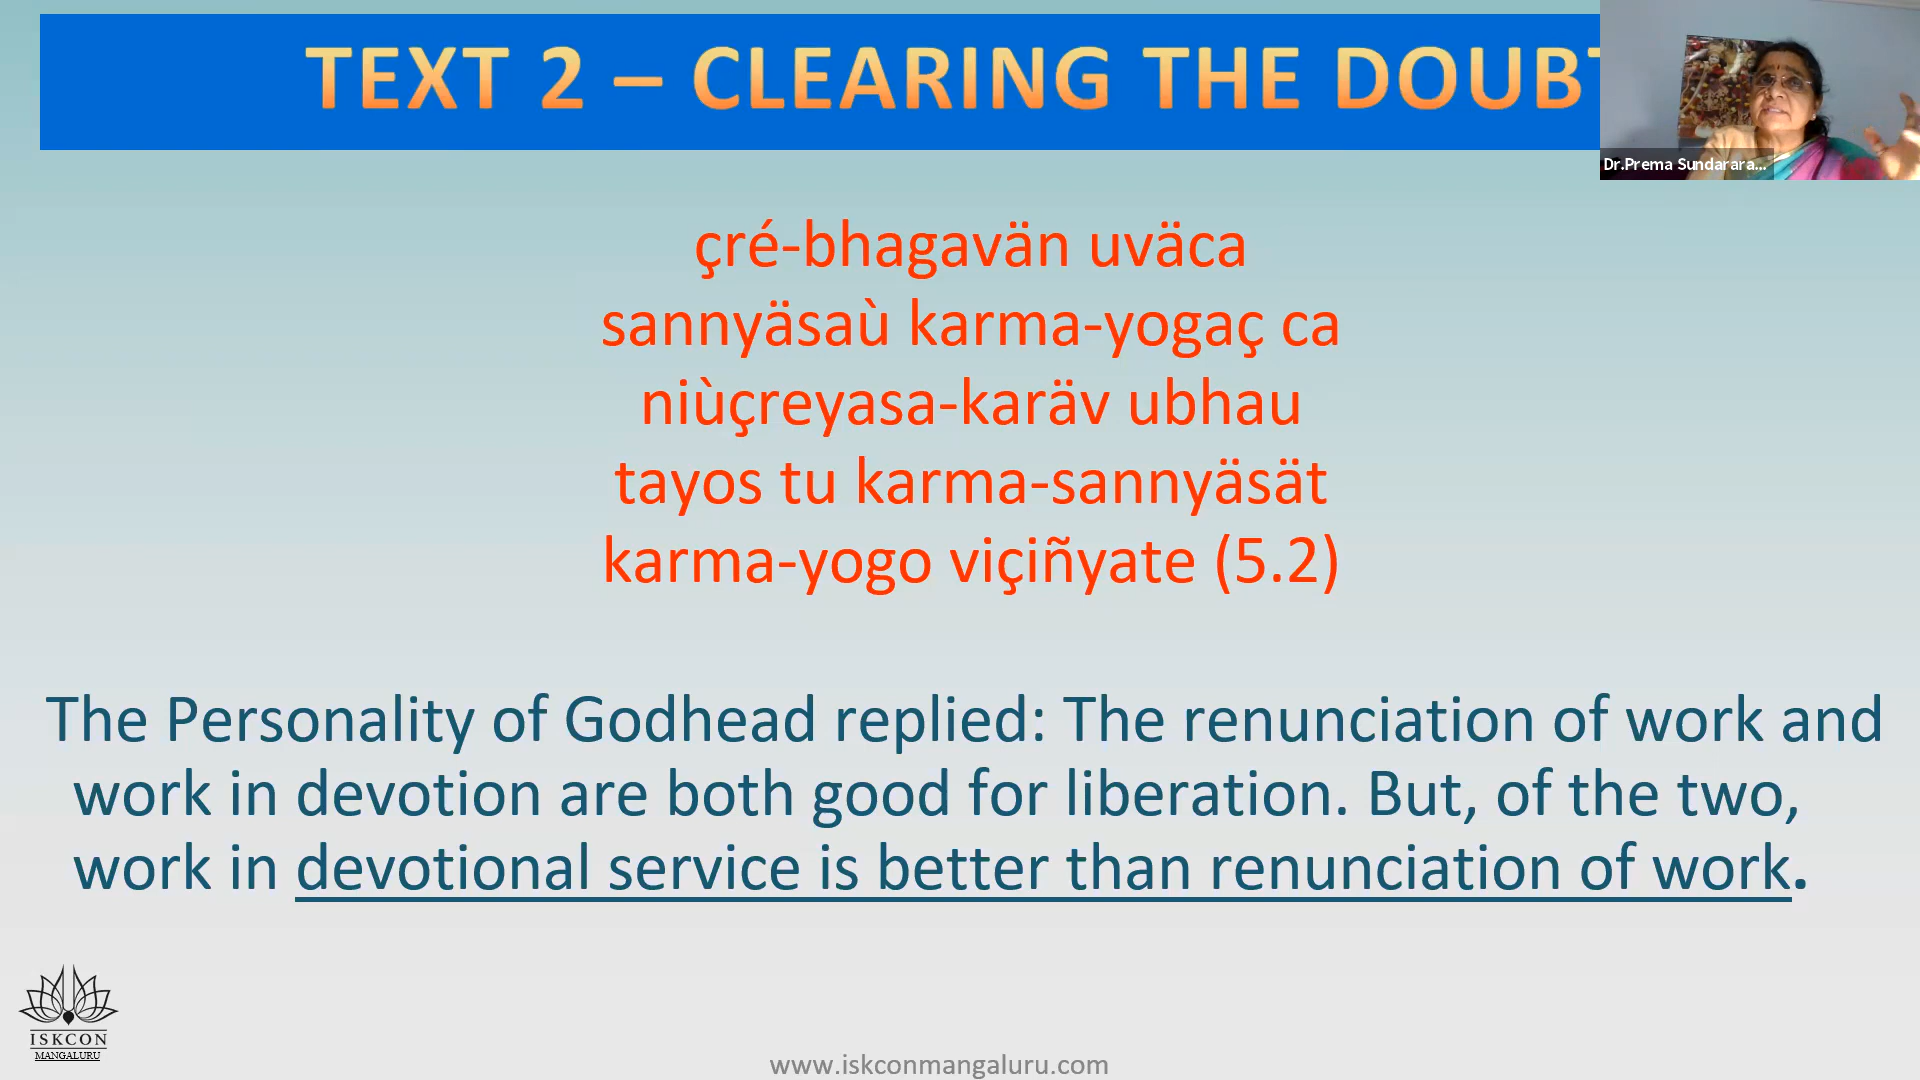 TEXT 2 – CLEARING THE DOUBT
Dr.Prema Sundarara...
çré-bhagavän uväca
sannyäsaù karma-yogaç ca
niùçreyasa-karäv ubhau
tayos tu karma-sannyäsät
karma-yogo viçiñyate (5.2)
The Personality of Godhead replied: The renunciation of work and
work in devotion are both good for liberation. But, of the two,
work in devotional service is better than renunciation of work.
ISKCON
MANGALURU
www.iskconmangaluru.com